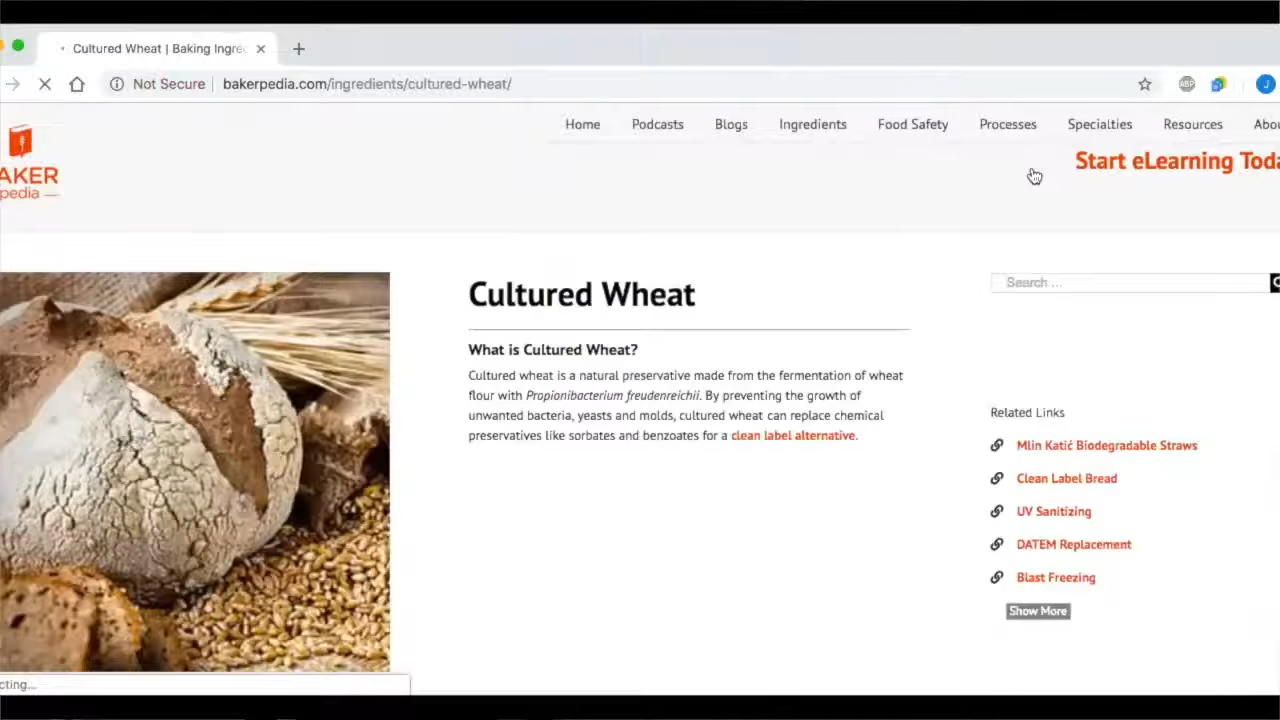 Cultured Wheat | Baking Ingre
Not Secure
bakerpedia.com/ingredients/cultured-wheat/
ABP
J
Home
Podcasts
Blogs
Ingredients
Food Safety
Processes
Specialties
Resources
Abou
AKER
pedia
Start eLearning Toda
Cultured Wheat
Search ...
What is Cultured Wheat?
Cultured wheat is a natural preservative made from the fermentation of wheat
flour with Propionibacterium freudenreichii. By preventing the growth of
unwanted bacteria, yeasts and molds, cultured wheat can replace chemical
preservatives like sorbates and benzoates for a clean label alternative.
Related Links
Mlin Katić Biodegradable Straws
Clean Label Bread
UV Sanitizing
DATEM Replacement
Blast Freezing
Show More
cting...